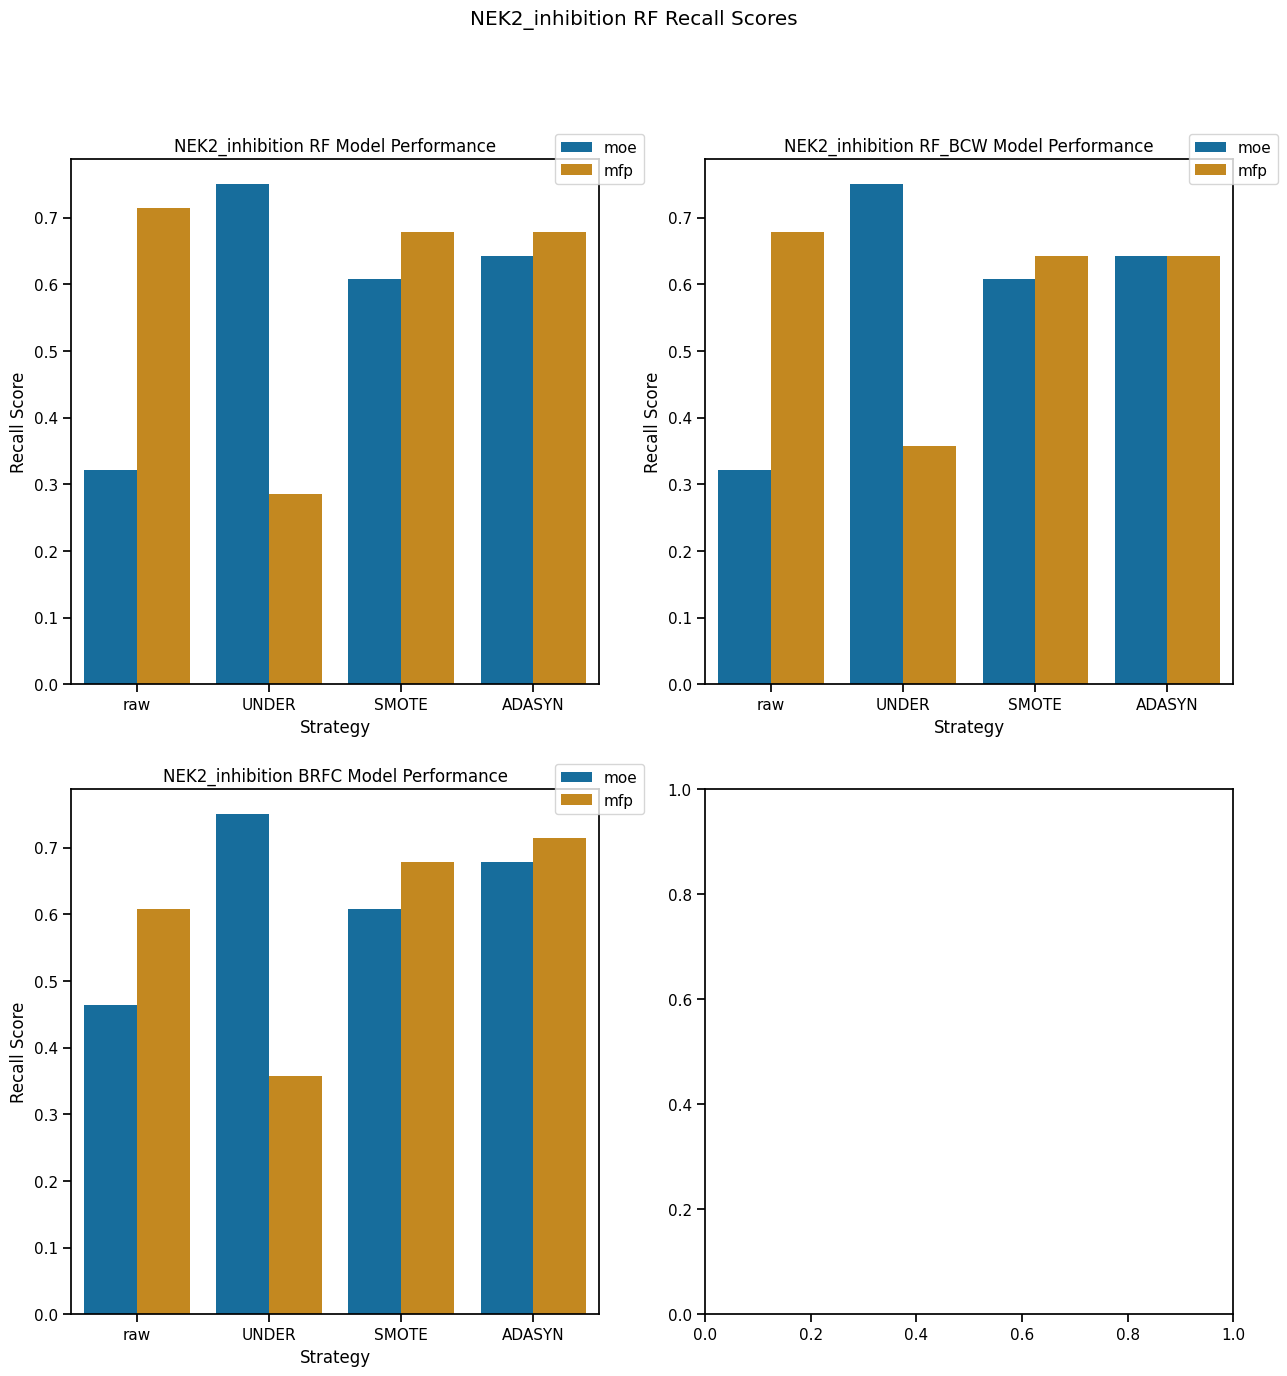 NEK2_inhibition RF Recall Scores
NEK2_inhibition RF Model Performance
moe
mfp
Recall Score
0.7
0.6
0.5
0.4
0.3
0.2
0.1
0.0
raw UNDER SMOTE ADASYN
Strategy
NEK2_inhibition RF_BCW Model Performance
moe
mfp
Recall Score
0.7
0.6
0.5
0.4
0.3
0.2
0.1
0.0
raw UNDER SMOTE ADASYN
Strategy
NEK2_inhibition BRFC Model Performance
moe
mfp
Recall Score
0.7
0.6
0.5
0.4
0.3
0.2
0.1
0.0
raw UNDER SMOTE ADASYN
Strategy
1.0
0.8
0.6
0.4
0.2
0.0
0.0 0.2 0.4 0.6 0.8 1.0